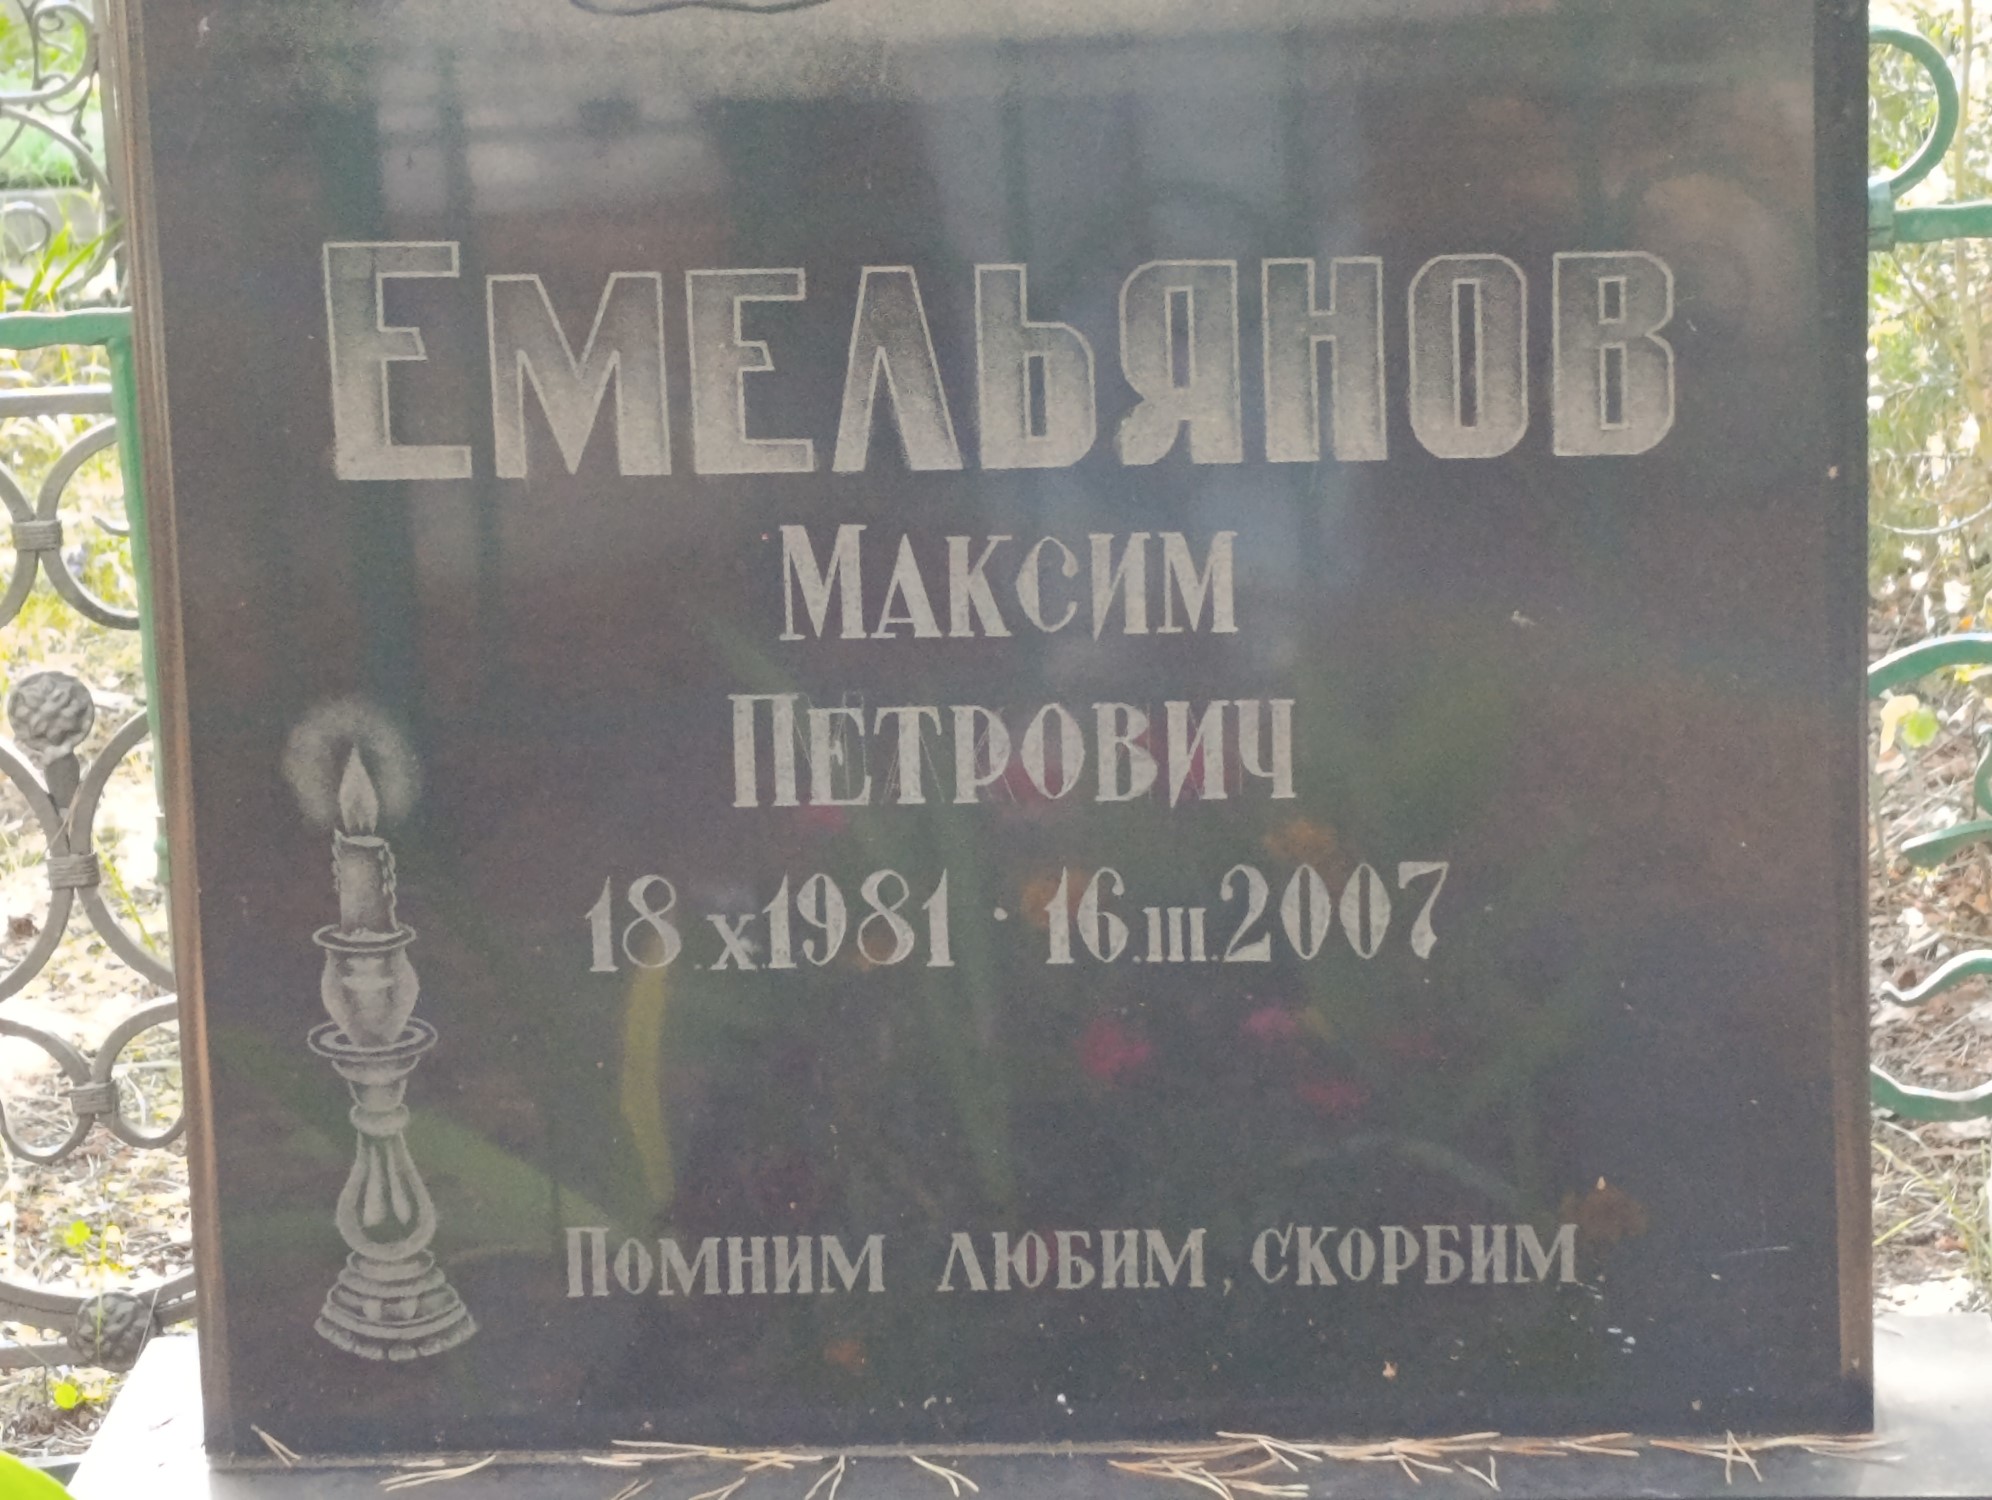 Емельянов
Максим
Петрович
18.X.1981 · 16.III.2007
Помним любим, скорбим.